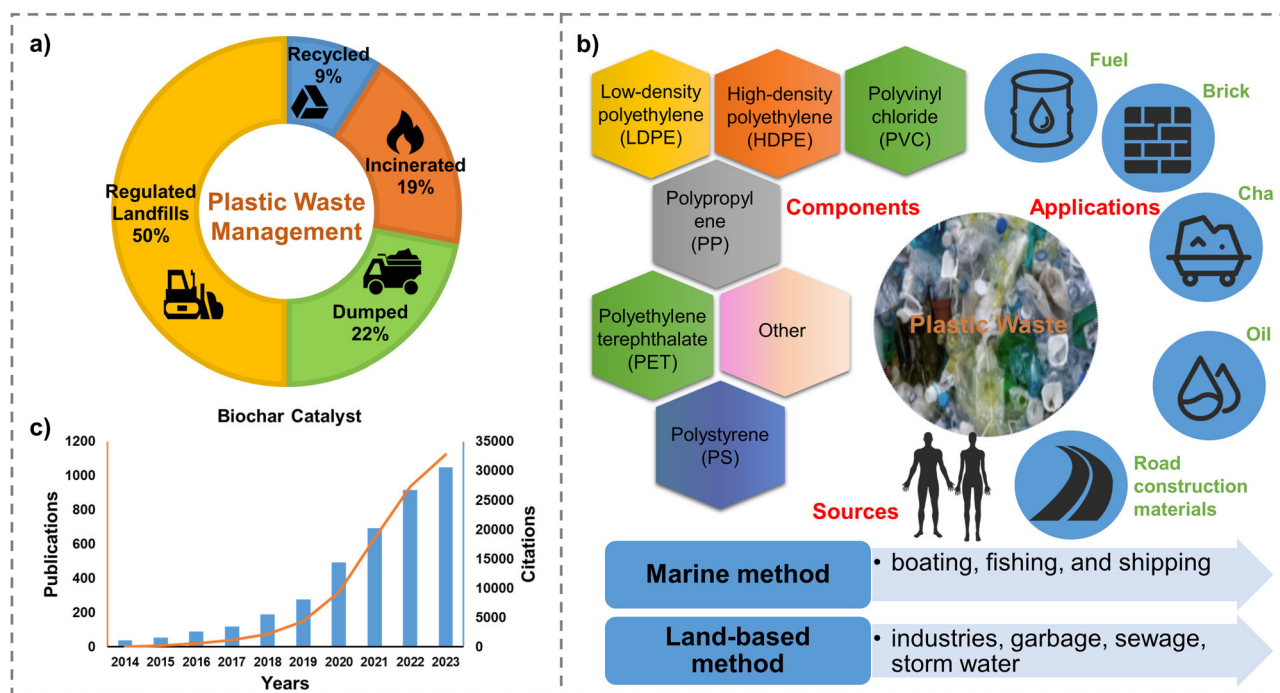 a)
Recycled
9%
Incinerated
19%
Regulated
Landfills
50%
Plastic Waste
Management
Dumped
22%
b)
Low-density
polyethylene
(LDPE)
High-density
polyethylene
(HDPE)
Polyvinyl
chloride
(PVC)
Polypropyl
ene
(PP)
Components
Polyethylene
terephthalate
(PET)
Other
Polystyrene
(PS)
Plastic Waste
Applications
Fuel
Brick
Cha
Oil
Road
construction
materials
Sources
Marine method
• boating, fishing, and shipping
Land-based
method
• industries, garbage, sewage,
storm water
c)
Biochar Catalyst
Publications
1200
1000
800
600
400
200
0
35000
30000
25000
20000
15000
10000
5000
0
Citations
2014 2015 2016 2017 2018 2019 2020 2021 2022 2023
Years